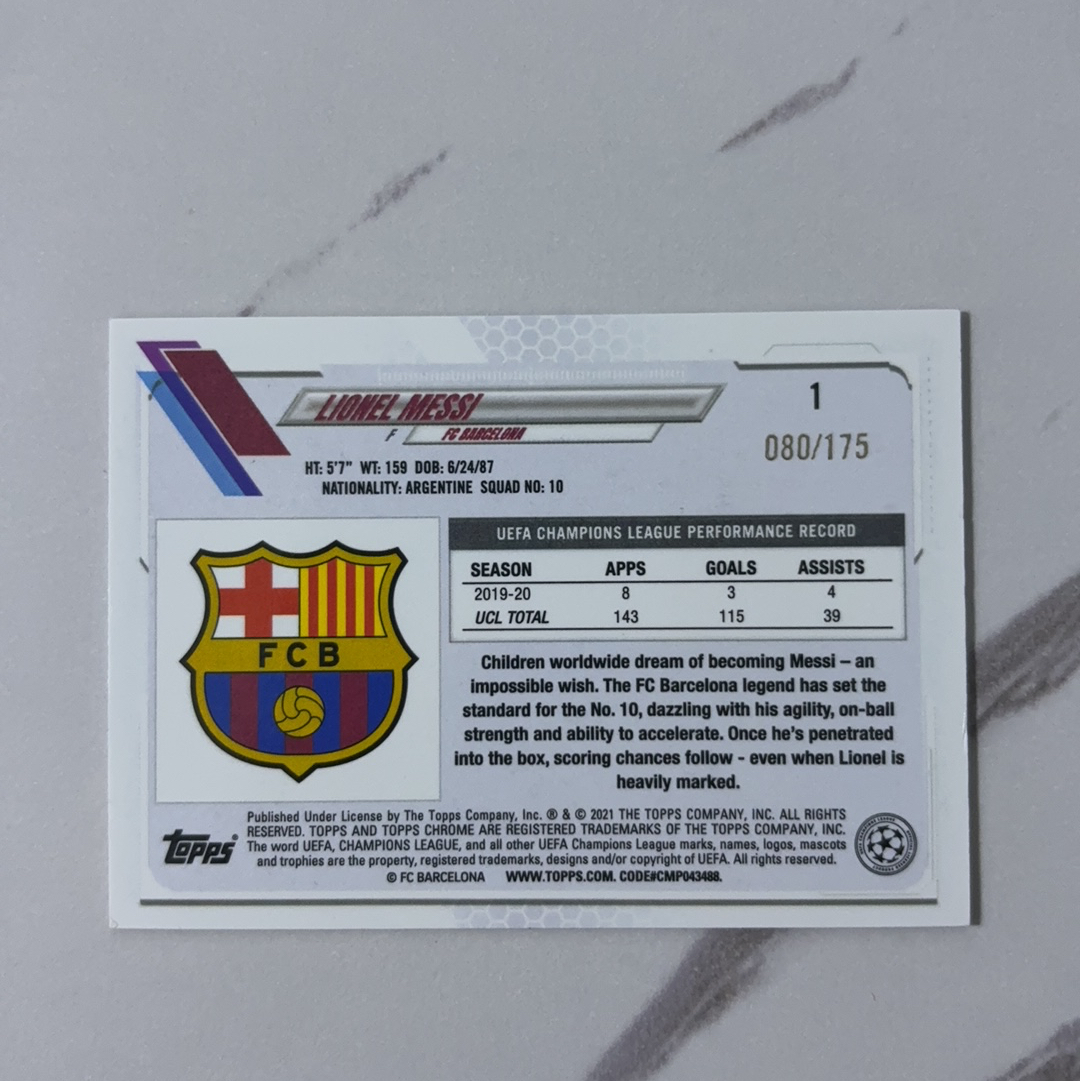 LIONEL MESSI
1
F FC BARCELONA
080/175
HT: 5'7" WT: 159 DOB: 6/24/87
NATIONALITY: ARGENTINE SQUAD NO: 10
UEFA CHAMPIONS LEAGUE PERFORMANCE RECORD
SEASON APPS GOALS ASSISTS
2019-20 8 3 4
UCL TOTAL 143 115 39
FCB
Children worldwide dream of becoming Messi – an
impossible wish. The FC Barcelona legend has set the
standard for the No. 10, dazzling with his agility, on-ball
strength and ability to accelerate. Once he's penetrated
into the box, scoring chances follow - even when Lionel is
heavily marked.
Topps®
Published Under License by The Topps Company, Inc. ® & © 2021 THE TOPPS COMPANY, INC. ALL RIGHTS
RESERVED. TOPPS AND TOPPS CHROME ARE REGISTERED TRADEMARKS OF THE TOPPS COMPANY, INC.
The word UEFA, CHAMPIONS LEAGUE, and all other UEFA Champions League marks, names, logos, mascots
and trophies are the property, registered trademarks, designs and/or copyright of UEFA. All rights reserved.
© FC BARCELONA WWW.TOPPS.COM. CODE#CMP043488.